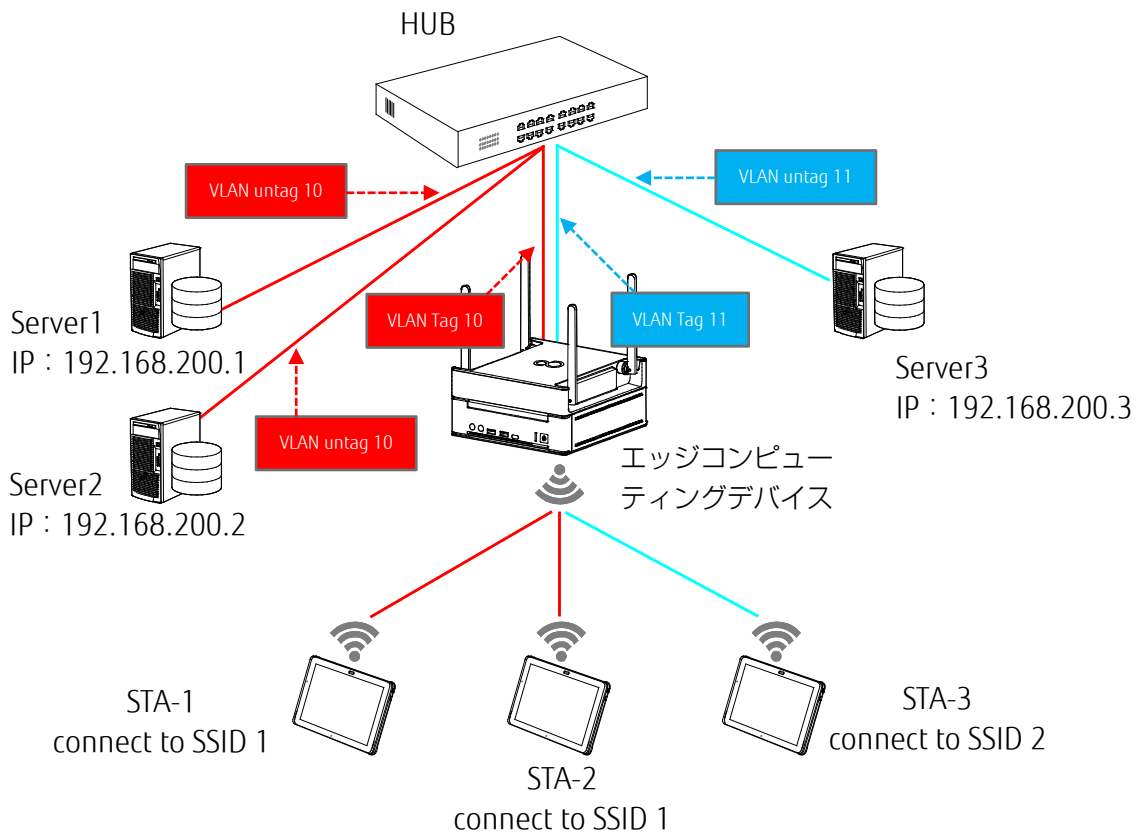 HUB
VLAN untag 10
VLAN untag 11
VLAN Tag 10
VLAN Tag 11
Server1
IP：192.168.200.1
Server3
IP：192.168.200.3
VLAN untag 10
エッジコンピュー
ティングデバイス
Server2
IP：192.168.200.2
STA-1
connect to SSID 1
STA-2
connect to SSID 1
STA-3
connect to SSID 2